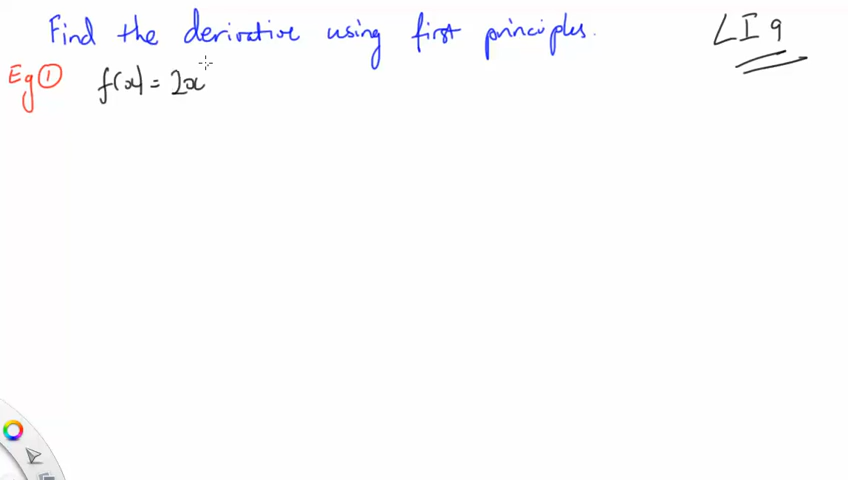 Find the derivative using first principles.
LI 9
Eg ① f(x) = 2x